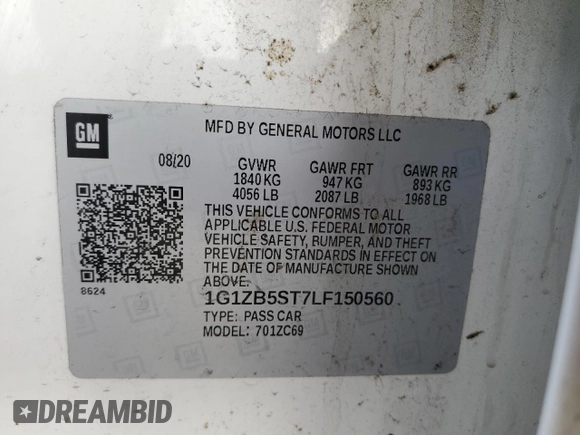 GM
MFD BY GENERAL MOTORS LLC
08/20 GVWR GAWR FRT GAWR RR
1840 KG 947 KG 893 KG
4056 LB 2087 LB 1968 LB
THIS VEHICLE CONFORMS TO ALL
APPLICABLE U.S. FEDERAL MOTOR
VEHICLE SAFETY, BUMPER, AND THEFT
PREVENTION STANDARDS IN EFFECT ON
THE DATE OF MANUFACTURE SHOWN
ABOVE.
8624
1G1ZB5ST7LF150560
TYPE: PASS CAR
MODEL: 701ZC69
DREAMBID